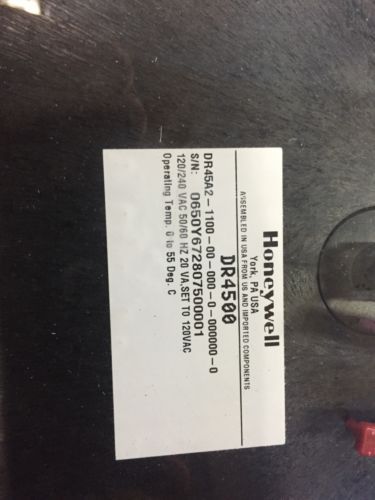 Honeywell
York, PA USA
ASSEMBLED IN USA FROM US AND IMPORTED COMPONENTS
DR4500
DR45A2-1100-00-000-0-000000-0
S/N: 0650Y672807500001
120/240 VAC 50/60 HZ 20 VA,SET TO 120VAC
Operating Temp. 0 to 55 Deg. C